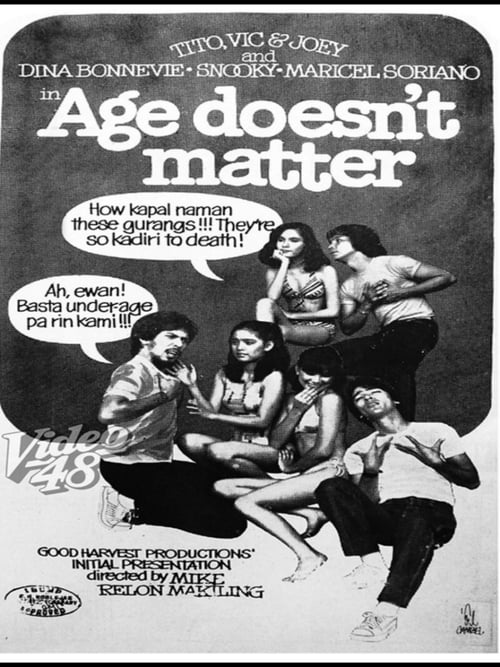 TITO, VIC & JOEY
and
DINA BONNEVIE • SNOOKY • MARICEL SORIANO
in
Age doesn't
matter
How kapal naman
these gurangs!!! They're
so kadiri to death!
Ah, ewan!
Basta under-age
pa rin kami!!!
Video
48
GOOD HARVEST PRODUCTIONS'
INITIAL PRESENTATION
directed by MIKE
RELON MAKILING